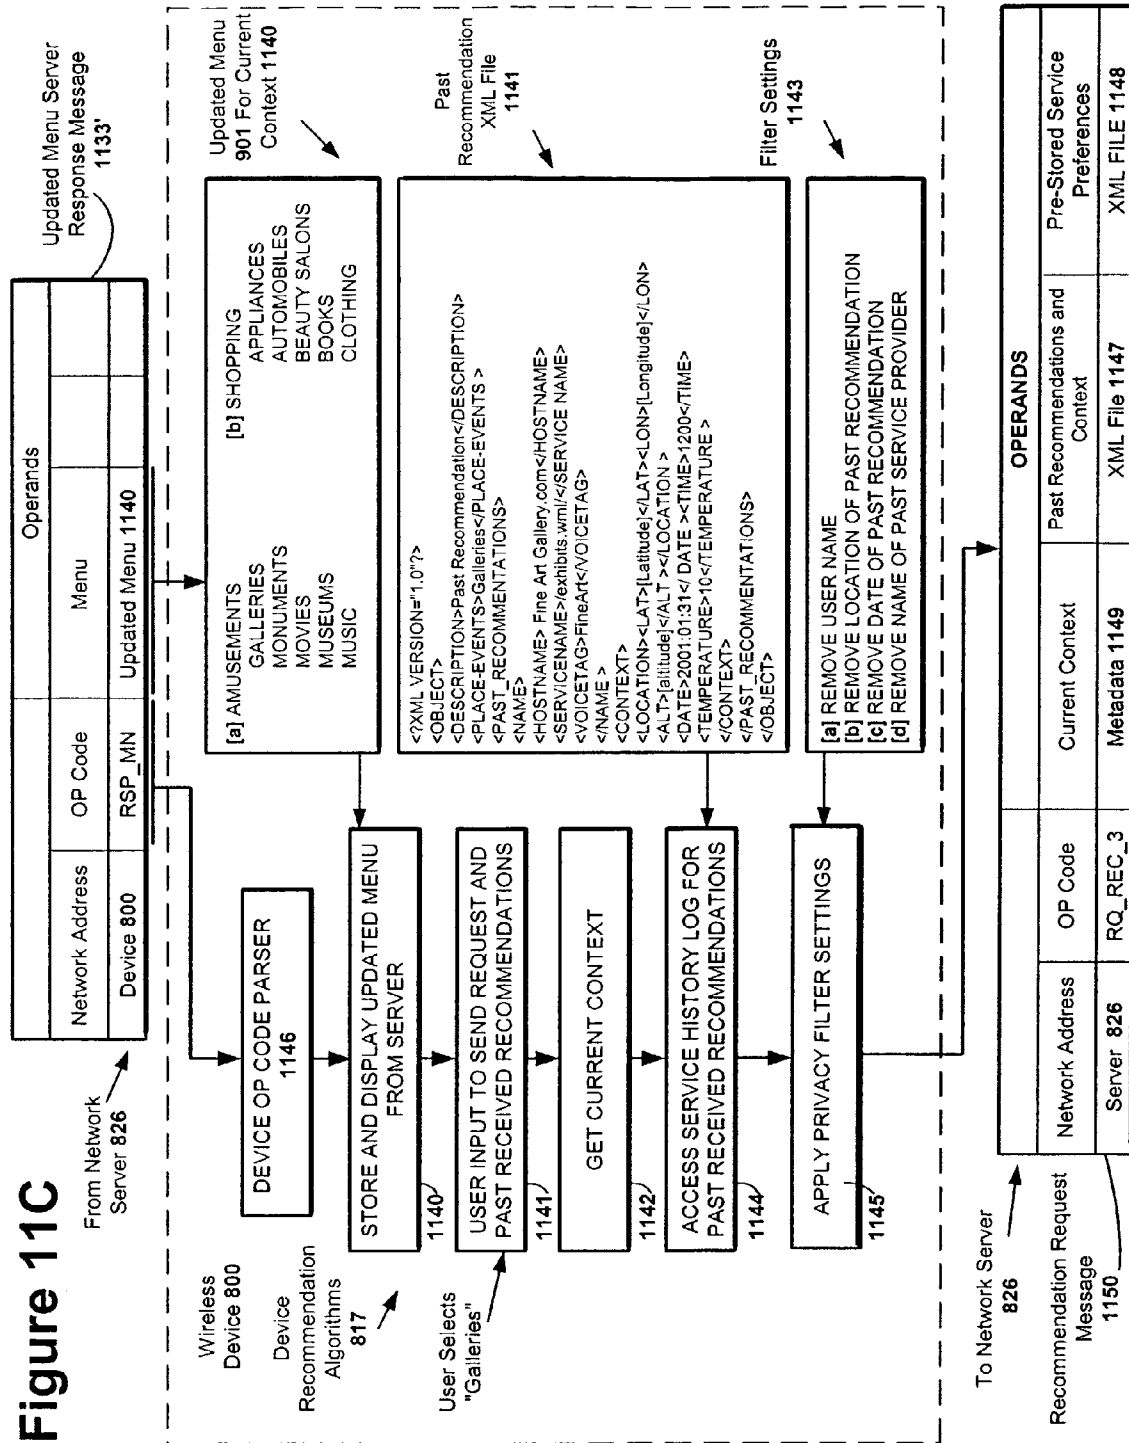 Figure 11C
From Network
Server 826
Operands
Network Address
OP Code
Menu
Device 800
RSP_MN
Updated Menu 1140
Updated Menu Server
Response Message
1133'
Wireless
Device 800
Device
Recommendation
Algorithms
817
User Selects
"Galleries"
DEVICE OP CODE PARSER
1146
STORE AND DISPLAY UPDATED MENU
FROM SERVER
1140
USER INPUT TO SEND REQUEST AND
PAST RECEIVED RECOMMENDATIONS
1141
GET CURRENT CONTEXT
1142
ACCESS SERVICE HISTORY LOG FOR
PAST RECEIVED RECOMMENDATIONS
1144
APPLY PRIVACY FILTER SETTINGS
1145
[a] AMUSEMENTS
GALLERIES
MONUMENTS
MOVIES
MUSEUMS
MUSIC
[b] SHOPPING
APPLIANCES
AUTOMOBILES
BEAUTY SALONS
BOOKS
CLOTHING
Updated Menu
901 For Current
Context 1140
<?XML VERSION="1.0"?>
<OBJECT>
<DESCRIPTION>Past Recommendation</DESCRIPTION>
<PLACE-EVENTS>Galleries</PLACE-EVENTS >
<PAST_RECOMMENTATIONS>
<NAME>
<HOSTNAME> Fine Art Gallery.com</HOSTNAME>
<SERVICENAME>/exhibits.wml/</SERVICE NAME>
<VOICETAG>FineArt</VOICETAG>
</NAME >
<CONTEXT>
<LOCATION><LAT>[Latitude]</LAT><LON>[Longitude]</LON>
<ALT>[altitude]</ALT ></LOCATION >
<DATE>2001:01:31</ DATE ><TIME>1200</TIME>
<TEMPERATURE>10</TEMPERATURE >
</CONTEXT>
</PAST_RECOMMENTATIONS>
</OBJECT>
Past
Recommendation
XML File
1141
[a] REMOVE USER NAME
[b] REMOVE LOCATION OF PAST RECOMMENDATION
[c] REMOVE DATE OF PAST RECOMMENDATION
[d] REMOVE NAME OF PAST SERVICE PROVIDER
Filter Settings
1143
To Network Server
826
Recommendation Request
Message
1150
OPERANDS
Network Address
OP Code
Current Context
Past Recommendations and
Context
Pre-Stored Service
Preferences
Server 826
RQ_REC_3
Metadata 1149
XML File 1147
XML FILE 1148